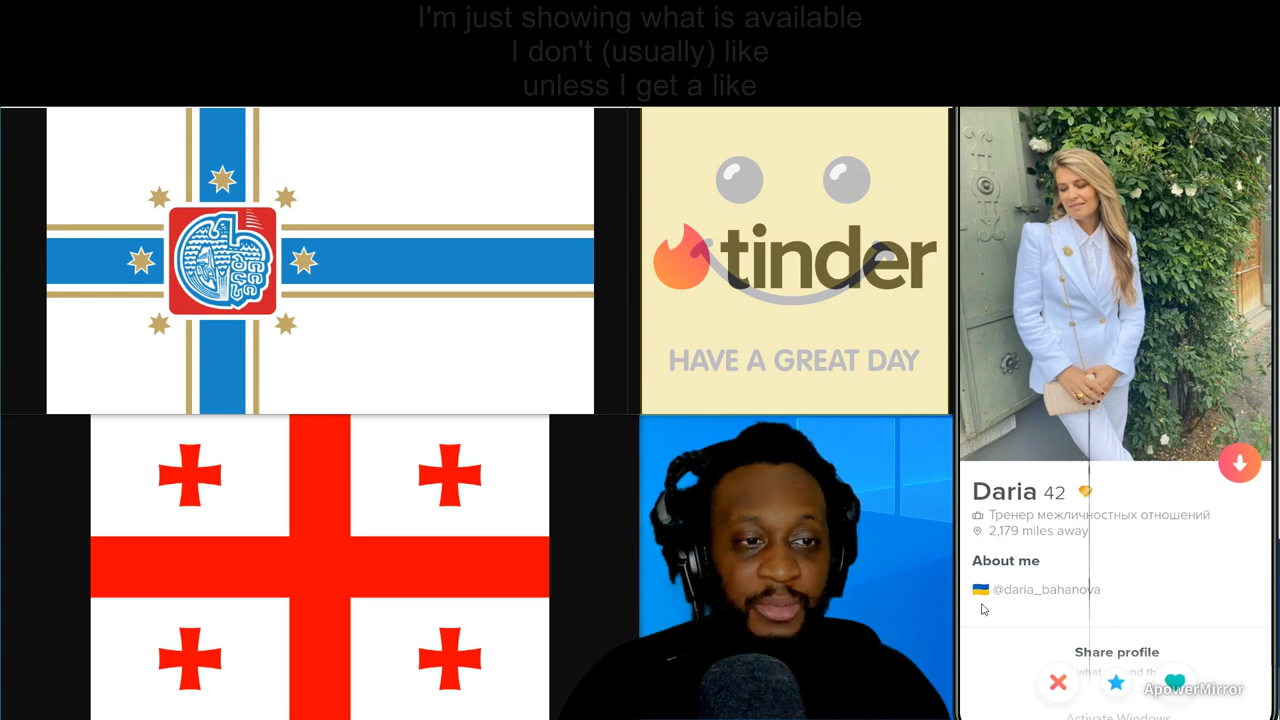 I'm just showing what is available
I don't (usually) like
unless I get a like
tinder
HAVE A GREAT DAY
Daria 42
Тренер межличностных отношений
2,179 miles away
About me
🇺🇦 @daria_bahanova
Share profile
ApowerMirror
Activate Windows